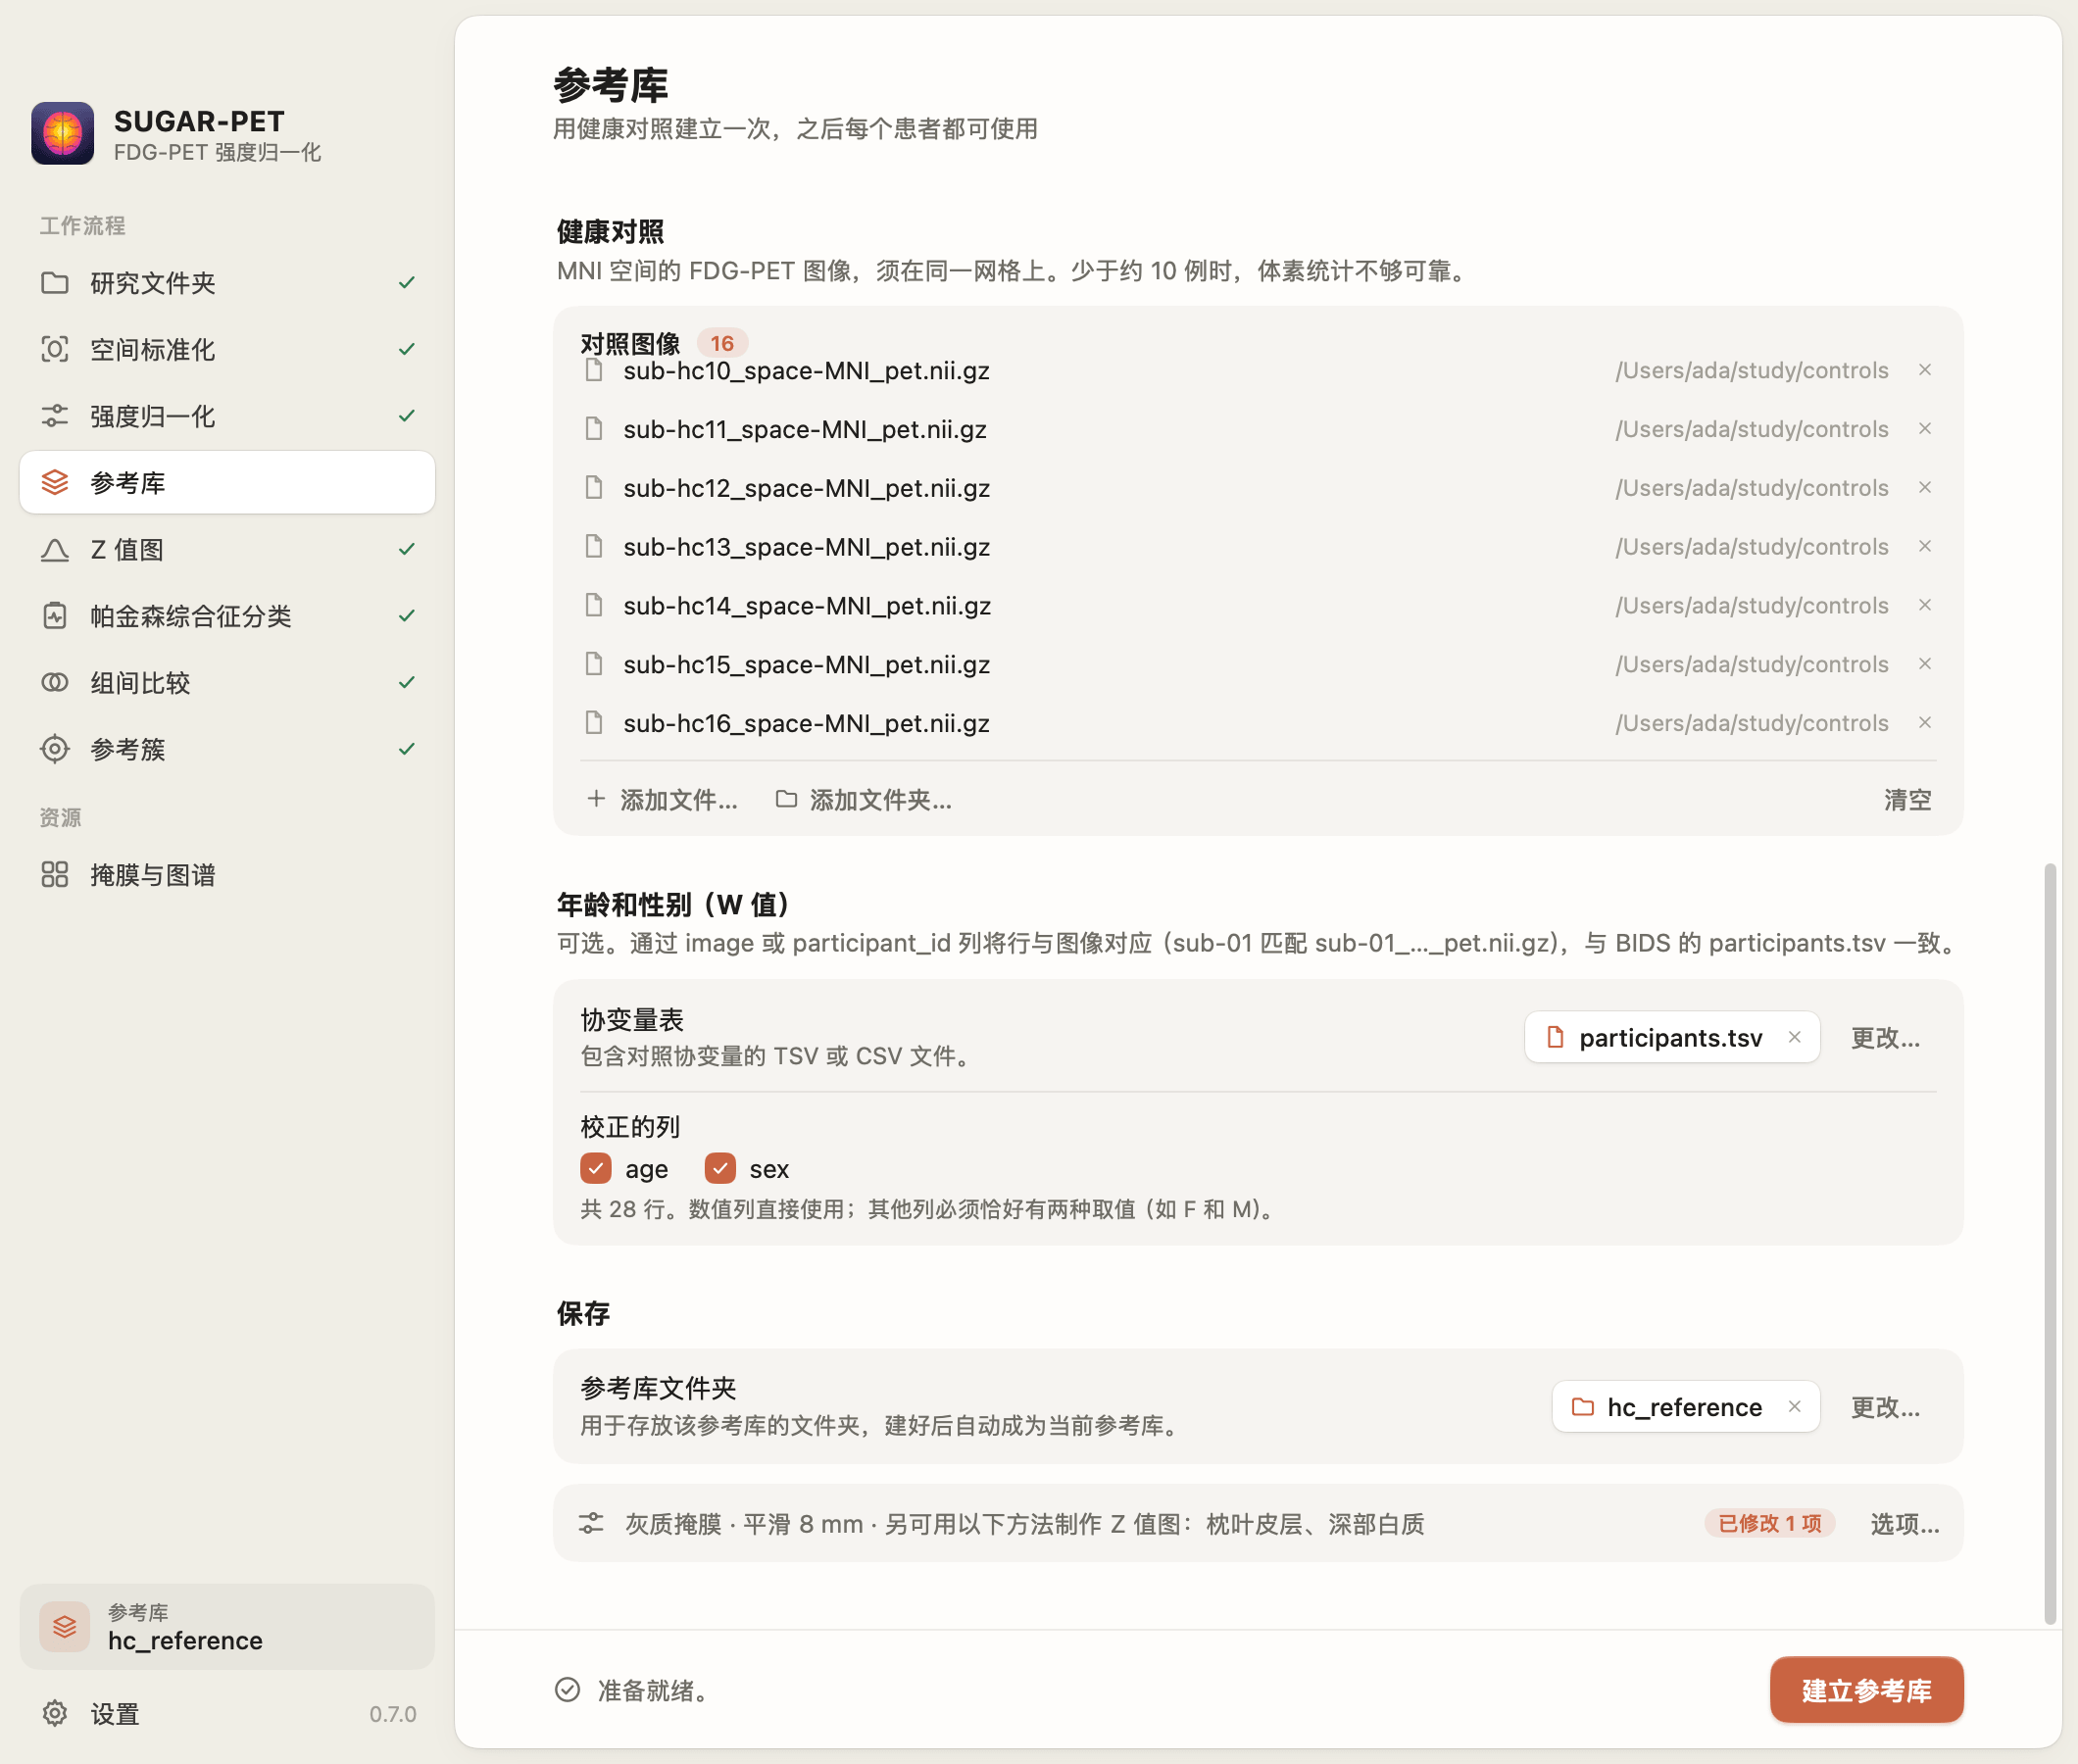 SUGAR-PET
FDG-PET 强度归一化
工作流程
研究文件夹
空间标准化
强度归一化
参考库
Z 值图
帕金森综合征分类
组间比较
参考簇
资源
掩膜与图谱
参考库
hc_reference
设置
0.7.0
参考库
用健康对照建立一次，之后每个患者都可使用
健康对照
MNI 空间的 FDG-PET 图像，须在同一网格上。少于约 10 例时，体素统计不够可靠。
对照图像 16
sub-hc10_space-MNI_pet.nii.gz /Users/ada/study/controls
sub-hc11_space-MNI_pet.nii.gz /Users/ada/study/controls
sub-hc12_space-MNI_pet.nii.gz /Users/ada/study/controls
sub-hc13_space-MNI_pet.nii.gz /Users/ada/study/controls
sub-hc14_space-MNI_pet.nii.gz /Users/ada/study/controls
sub-hc15_space-MNI_pet.nii.gz /Users/ada/study/controls
sub-hc16_space-MNI_pet.nii.gz /Users/ada/study/controls
添加文件... 添加文件夹... 清空
年龄和性别（W 值）
可选。通过 image 或 participant_id 列将行与图像对应（sub-01 匹配 sub-01_..._pet.nii.gz），与 BIDS 的 participants.tsv 一致。
协变量表
包含对照协变量的 TSV 或 CSV 文件。
participants.tsv 更改...
校正的列
age sex
共 28 行。数值列直接使用；其他列必须恰好有两种取值（如 F 和 M）。
保存
参考库文件夹
用于存放该参考库的文件夹，建好后自动成为当前参考库。
hc_reference 更改...
灰质掩膜 · 平滑 8 mm · 另可用以下方法制作 Z 值图：枕叶皮层、深部白质 已修改 1 项 选项...
准备就绪。
建立参考库